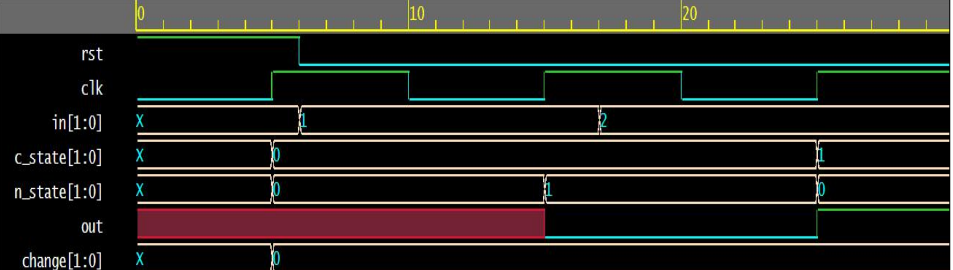 0 10 20
rst
clk
in[1:0] X 1 2
c_state[1:0] X 0 1
n_state[1:0] X 0 1 0
out
change[1:0] X 0